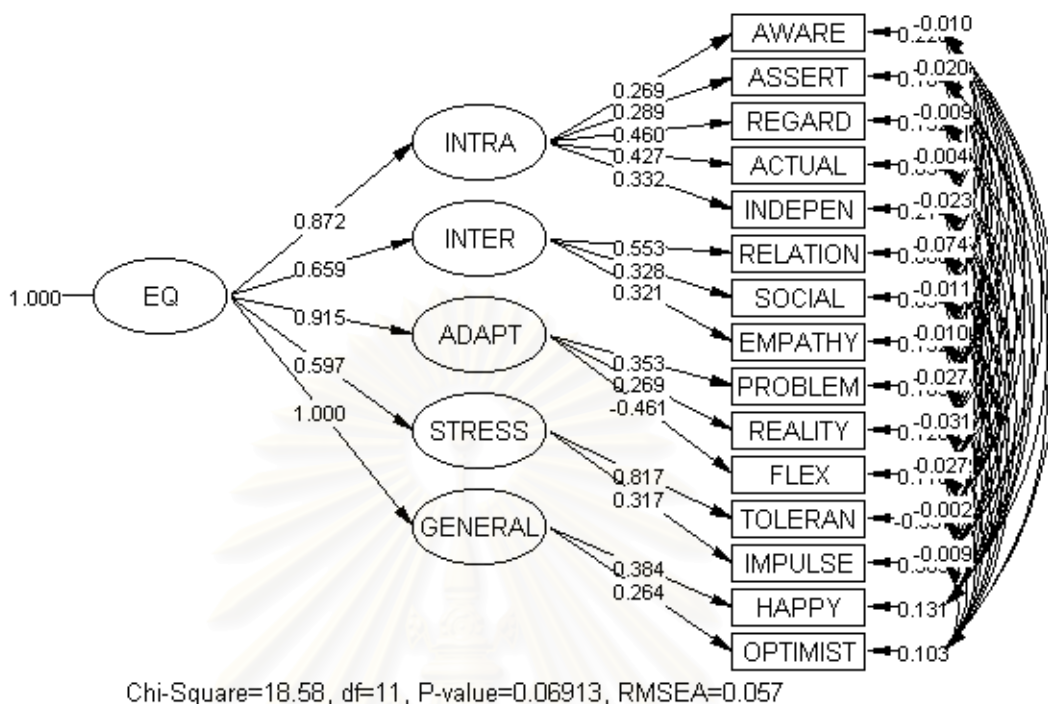 AWARE
-0.010
ASSERT
-0.020
0.269
0.289
REGARD
-0.009
INTRA
0.460
0.427
ACTUAL
-0.004
0.332
INDEPEN
-0.023
0.872
INTER
0.553
RELATION
-0.074
0.659
0.328
SOCIAL
-0.011
1.000
EQ
0.321
0.915
ADAPT
EMPATHY
-0.010
0.353
PROBLEM
-0.027
0.597
0.269
-0.461
1.000
STRESS
REALITY
-0.031
FLEX
-0.027
0.817
0.317
TOLERAN
-0.002
GENERAL
IMPULSE
-0.009
0.384
0.264
HAPPY
0.131
OPTIMIST
0.103
Chi-Square=18.58, df=11, P-value=0.06913, RMSEA=0.057